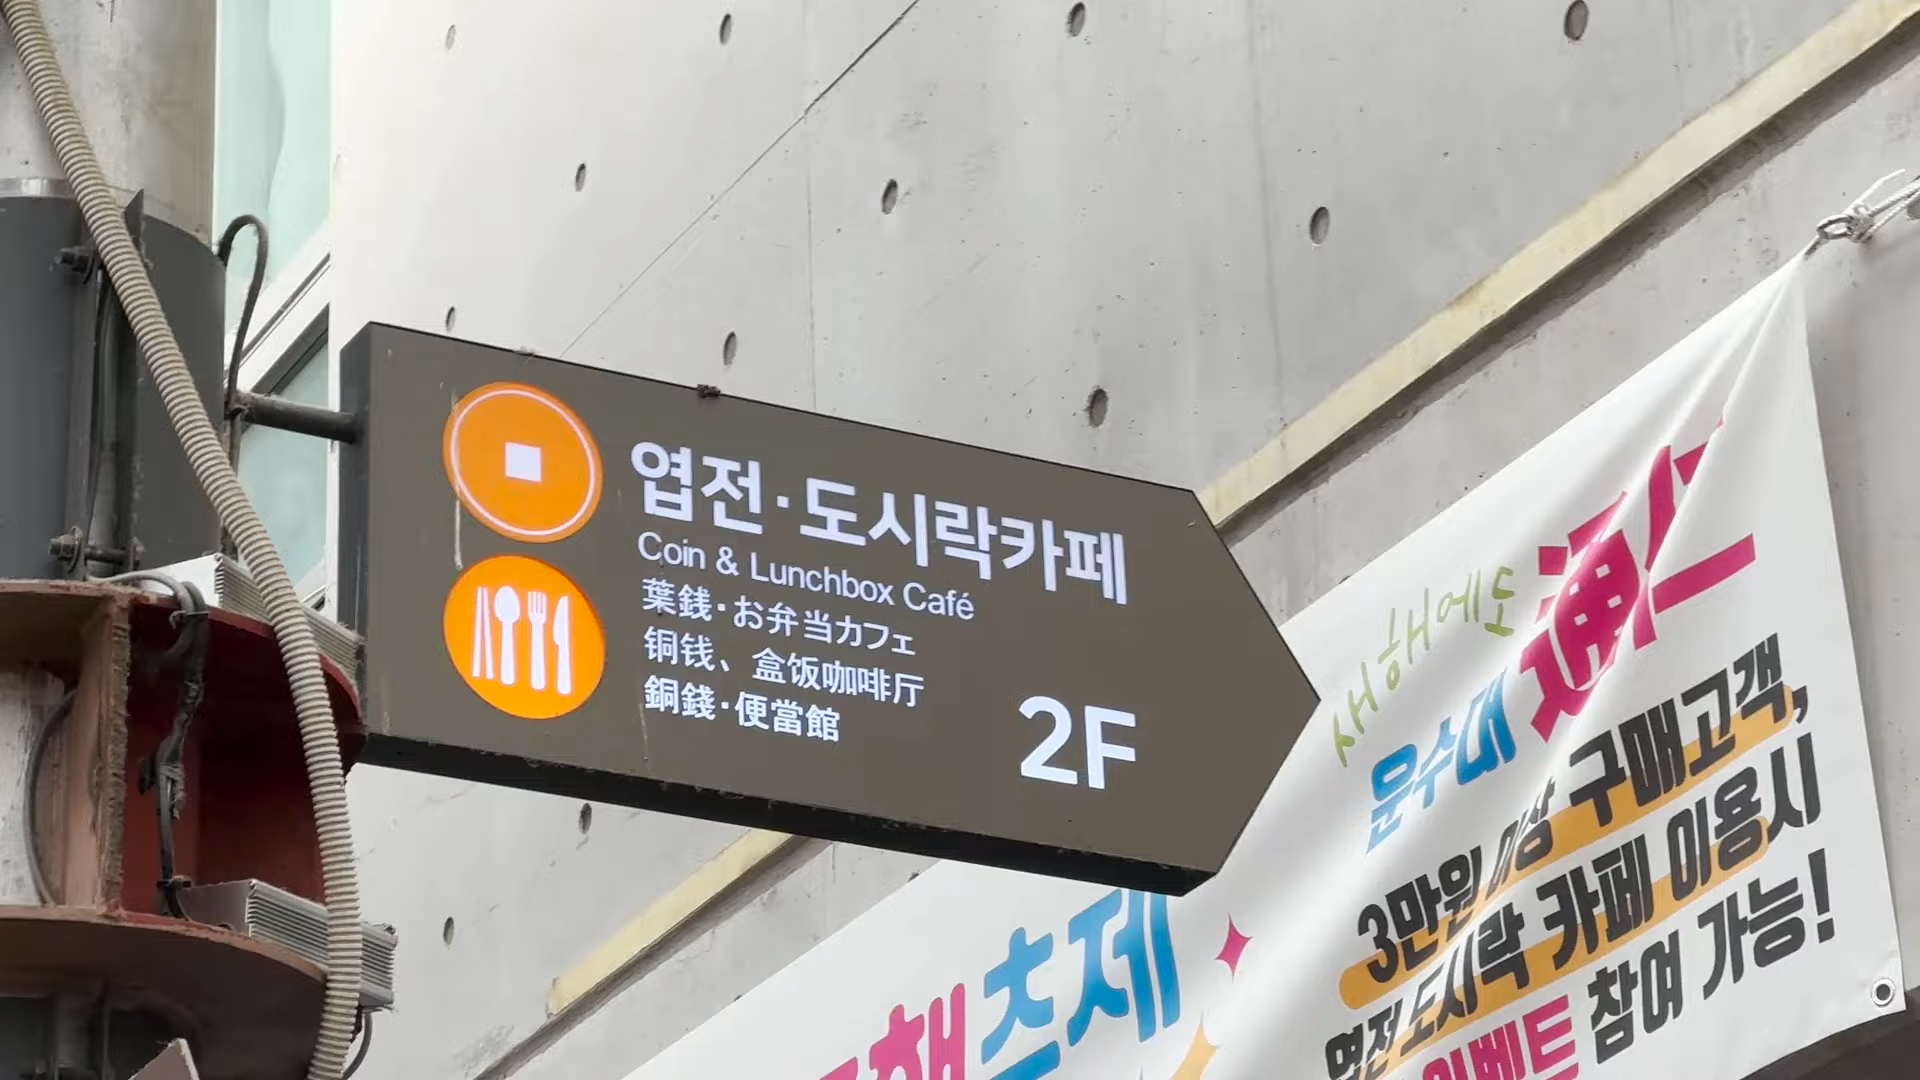 엽전·도시락카페
Coin & Lunchbox Café
葉銭·お弁当カフェ
铜钱、盒饭咖啡厅
銅錢·便當館
2F
새해에도
운수대通
3만원 이상 구매고객,
엽전도시락 카페 이용시
이벤트 참여 가능!